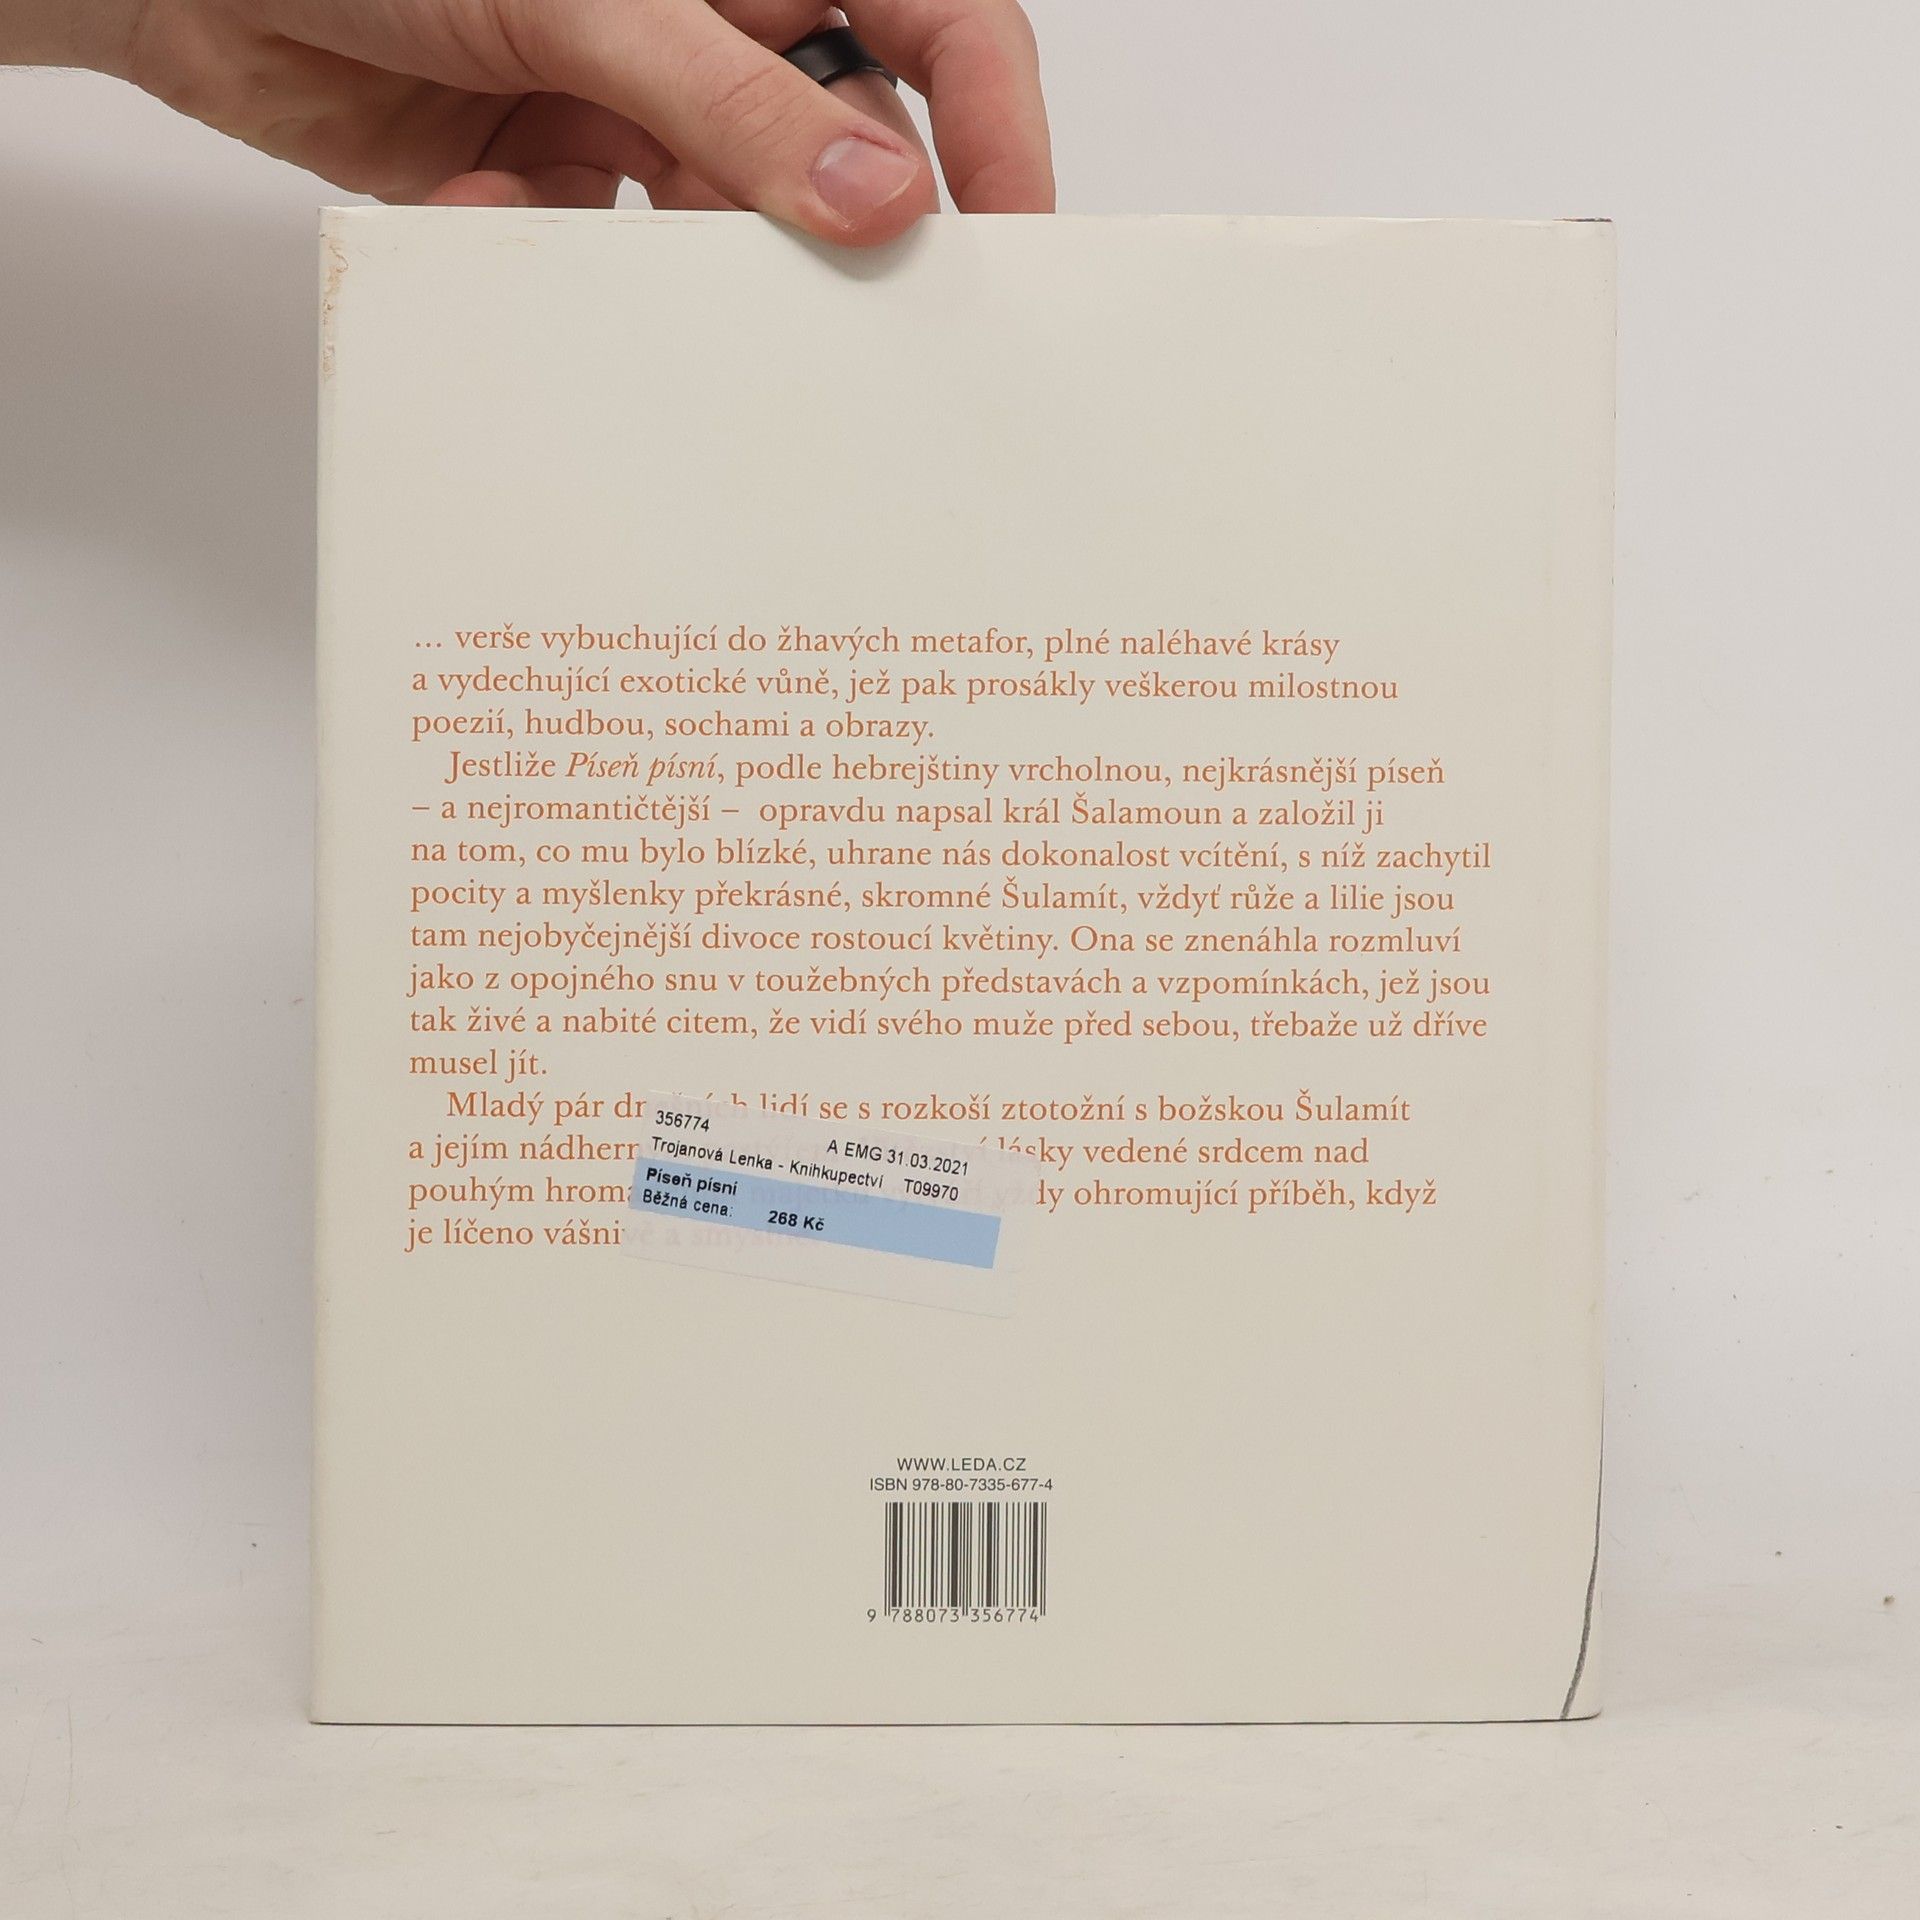 ... verše vybuchující do žhavých metafor, plné naléhavé krásy
a vydechující exotické vůně, jež pak prosákly veškerou milostnou
poezií, hudbou, sochami a obrazy.
Jestliže Píseň písní, podle hebrejštiny vrcholnou, nejkrásnější píseň
– a nejromantičtější – opravdu napsal král Šalamoun a založil ji
na tom, co mu bylo blízké, uhrane nás dokonalost vcítění, s níž zachytil
pocity a myšlenky překrásné, skromné Šulamít, vždyť růže a lilie jsou
tam nejobyčejnější divoce rostoucí květiny. Ona se znenáhla rozmluví
jako z opojného snu v toužebných představách a vzpomínkách, jež jsou
tak živé a nabité citem, že vidí svého muže před sebou, třebaže už dříve
musel jít.
Mladý pár dnešních lidí se s rozkoší ztotožní s božskou Šulamít
a jejím lásky vedené srdcem nad
pouhým ohromující příběh, když
je líčeno vášnivě a
356774
A EMG 31.03.2021
Trojanová Lenka - Knihkupectví T09970
Píseň písní
Běžná cena: 268 Kč
WWW.LEDA.CZ
ISBN 978-80-7335-677-4
9 788073 356774